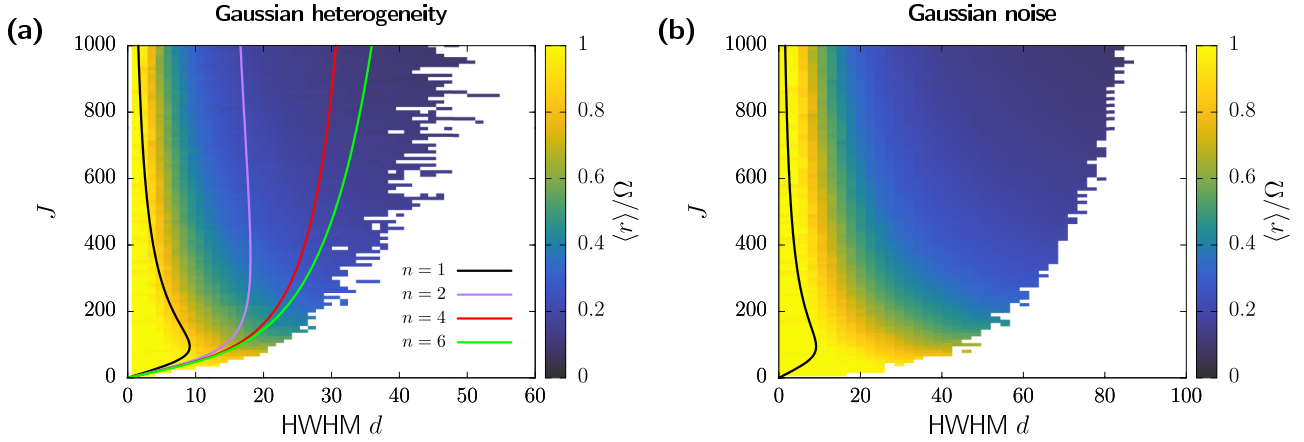 Gaussian heterogeneity
(a)
1000
800
600
400
200
0
J
0 10 20 30 40 50 60
HWHM d
n = 1
n = 2
n = 4
n = 6
1
0.8
0.6
0.4
0.2
0
⟨r⟩/Ω
Gaussian noise
(b)
1000
800
600
400
200
0
J
0 20 40 60 80 100
HWHM d
1
0.8
0.6
0.4
0.2
0
⟨r⟩/Ω